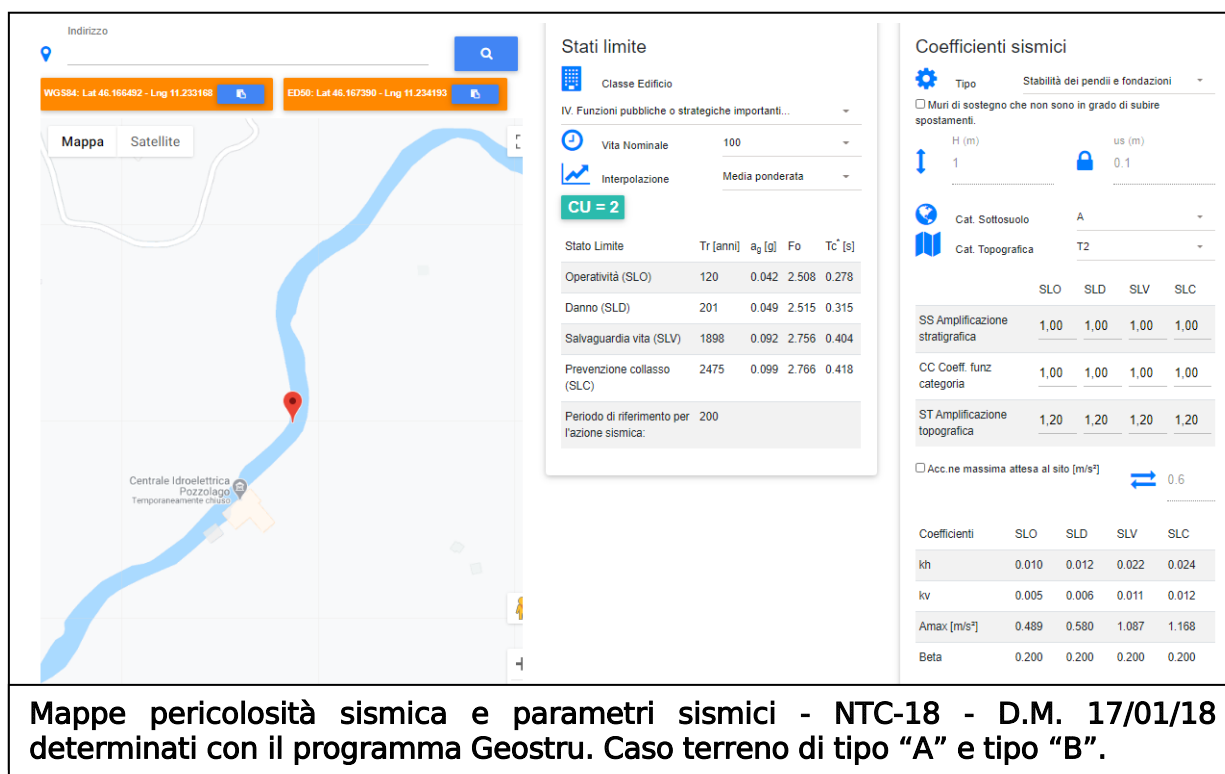 Indirizzo
WGS84: Lat 46.166492 - Lng 11.233168
ED50: Lat 46.167390 - Lng 11.234193
Mappa Satellite
Centrale Idroelettrica
Pozzolago
Temporaneamente chiuso
Stati limite
Classe Edificio
IV. Funzioni pubbliche o strategiche importanti...
Vita Nominale 100
Interpolazione Media ponderata
CU = 2
Stato Limite Tr [anni] ag [g] Fo Tc* [s]
Operatività (SLO) 120 0.042 2.508 0.278
Danno (SLD) 201 0.049 2.515 0.315
Salvaguardia vita (SLV) 1898 0.092 2.756 0.404
Prevenzione collasso 2475 0.099 2.766 0.418
(SLC)
Periodo di riferimento per 200
l'azione sismica:
Coefficienti sismici
Tipo Stabilità dei pendii e fondazioni
Muri di sostegno che non sono in grado di subire
spostamenti.
H (m) us (m)
1 0.1
Cat. Sottosuolo A
Cat. Topografica T2
SLO SLD SLV SLC
SS Amplificazione 1,00 1,00 1,00 1,00
stratigrafica
CC Coeff. funz 1,00 1,00 1,00 1,00
categoria
ST Amplificazione 1,20 1,20 1,20 1,20
topografica
Acc.ne massima attesa al sito [m/s²] 0.6
Coefficienti SLO SLD SLV SLC
kh 0.010 0.012 0.022 0.024
kv 0.005 0.006 0.011 0.012
Amax [m/s²] 0.489 0.580 1.087 1.168
Beta 0.200 0.200 0.200 0.200
Mappe pericolosità sismica e parametri sismici - NTC-18 - D.M. 17/01/18
determinati con il programma Geostru. Caso terreno di tipo “A” e tipo “B”.